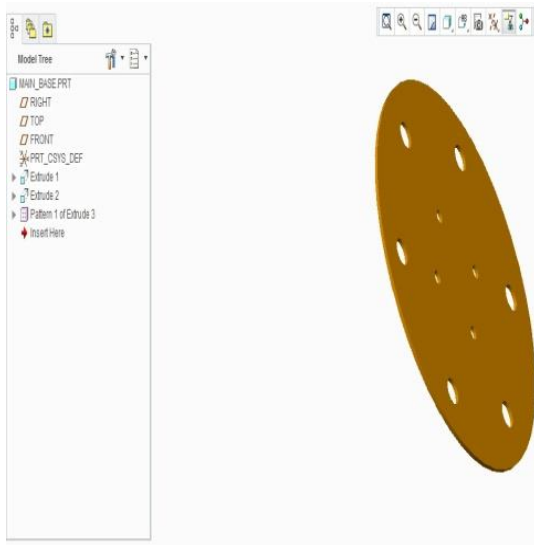 Model Tree
MAIN_BASE.PRT
RIGHT
TOP
FRONT
PRT_CSYS_DEF
Extrude 1
Extrude 2
Pattern 1 of Extrude 3
Insert Here